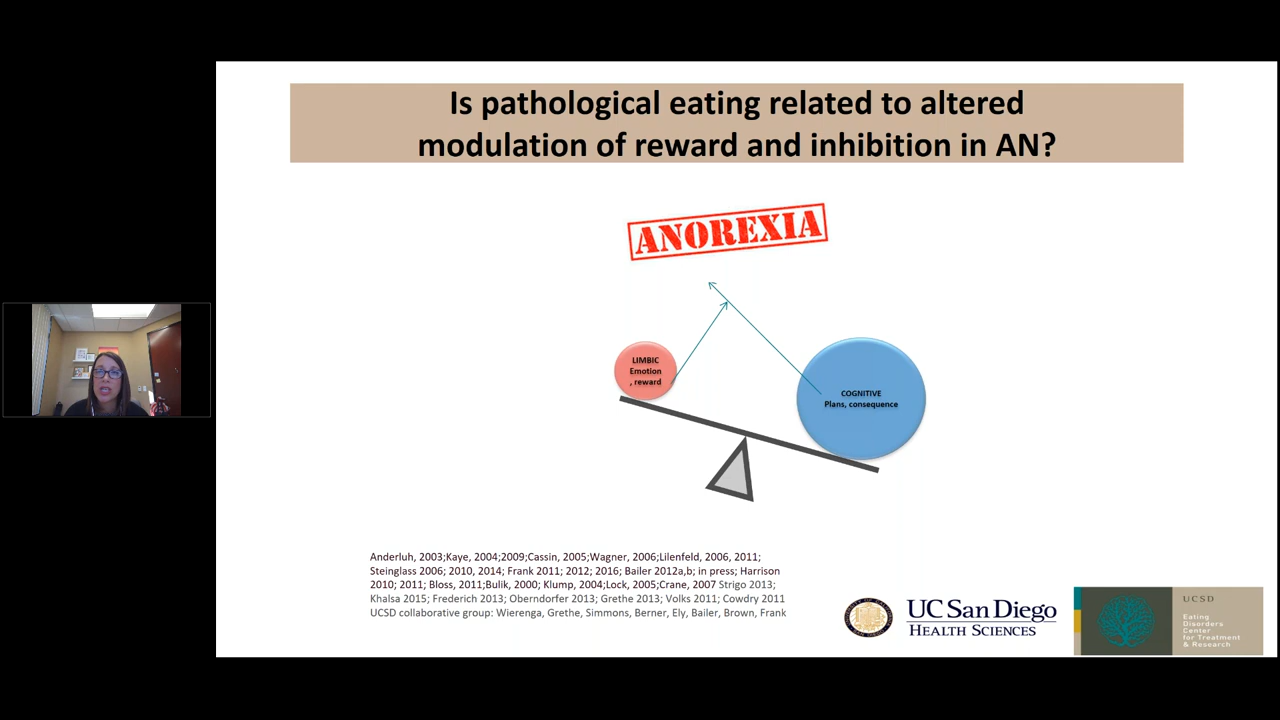 Is pathological eating related to altered
modulation of reward and inhibition in AN?
ANOREXIA
LIMBIC
Emotion
, reward
COGNITIVE
Plans, consequence
Anderluh, 2003;Kaye, 2004;2009;Cassin, 2005;Wagner, 2006;Lilenfeld, 2006, 2011;
Steinglass 2006; 2010, 2014; Frank 2011; 2012; 2016; Bailer 2012a,b; in press; Harrison
2010; 2011; Bloss, 2011;Bulik, 2000; Klump, 2004;Lock, 2005;Crane, 2007 Strigo 2013;
Khalsa 2015; Frederich 2013; Oberndorfer 2013; Grethe 2013; Volks 2011; Cowdry 2011
UCSD collaborative group: Wierenga, Grethe, Simmons, Berner, Ely, Bailer, Brown, Frank
UC San Diego
HEALTH SCIENCES
UCSD
Eating
Disorders
Center
for Treatment
& Research